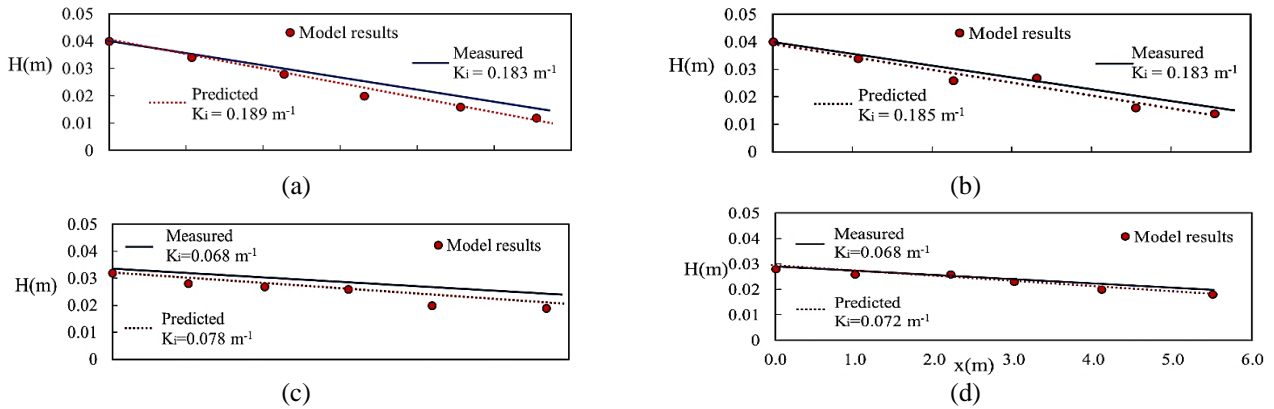 0.05
0.04
0.03
0.02
0.01
0
H(m)
Model results
Measured
Kᵢ = 0.183 m⁻¹
Predicted
Kᵢ = 0.189 m⁻¹
(a)
0.05
0.04
0.03
0.02
0.01
0
H(m)
Model results
Measured
Kᵢ = 0.183 m⁻¹
Predicted
Kᵢ = 0.185 m⁻¹
(b)
0.05
0.04
0.03
0.02
0.01
0
H(m)
Measured
Kᵢ=0.068 m⁻¹
Model results
Predicted
Kᵢ=0.078 m⁻¹
(c)
0.05
0.04
0.03
0.02
0.01
0
H(m)
Measured
Kᵢ=0.068 m⁻¹
Model results
Predicted
Kᵢ=0.072 m⁻¹
0.0 1.0 2.0 3.0 4.0 5.0 6.0
x(m)
(d)